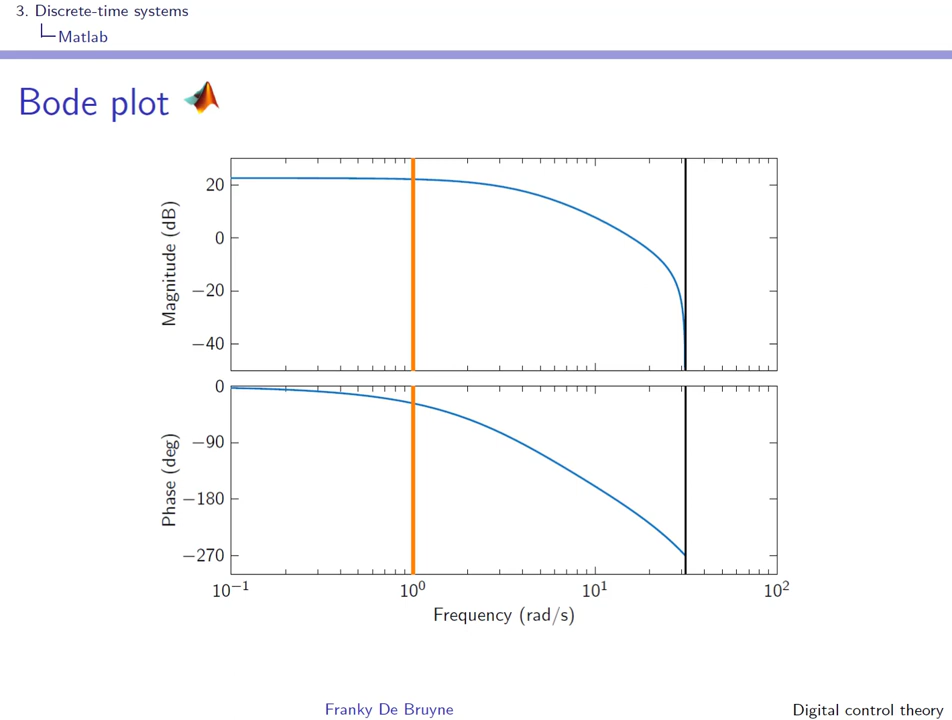 3. Discrete-time systems
Matlab
Bode plot
20
0
−20
−40
Magnitude (dB)
0
−90
−180
−270
Phase (deg)
10⁻¹ 10⁰ 10¹ 10²
Frequency (rad/s)
Franky De Bruyne Digital control theory